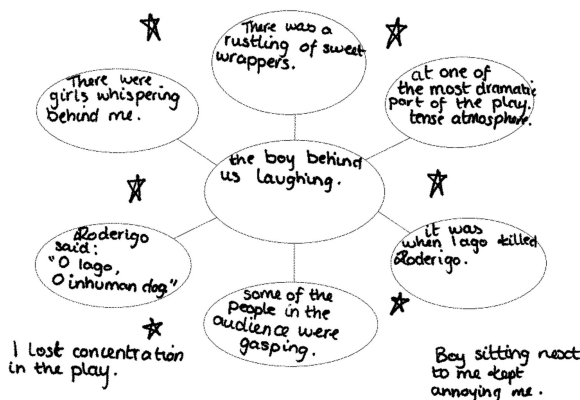 There was a
rustling of sweet
wrappers.
There were
girls whispering
behind me.
at one of
the most dramatic
part of the play.
tense atmosphere.
the boy behind
us laughing.
Roderigo
said:
"O Iago,
O inhuman dog."
it was
when Iago killed
Roderigo.
some of the
people in the
audience were
gasping.
I lost concentration
in the play.
Boy sitting next
to me kept
annoying me.